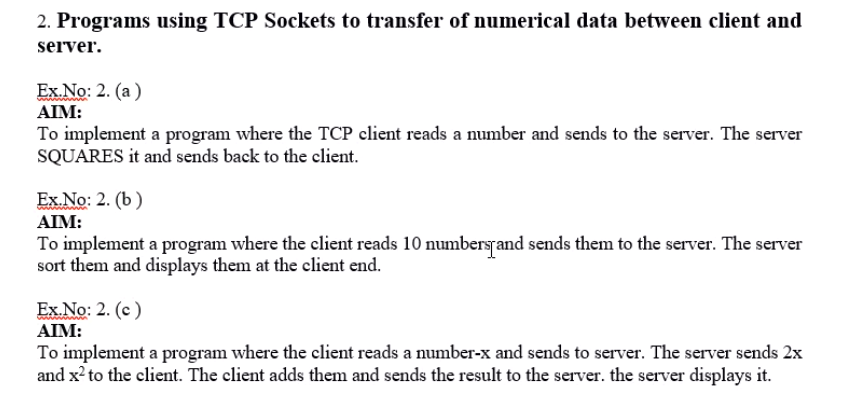 2. Programs using TCP Sockets to transfer of numerical data between client and
server.
Ex.No: 2. (a )
AIM:
To implement a program where the TCP client reads a number and sends to the server. The server
SQUARES it and sends back to the client.
Ex.No: 2. (b )
AIM:
To implement a program where the client reads 10 numbers and sends them to the server. The server
sort them and displays them at the client end.
Ex.No: 2. (c )
AIM:
To implement a program where the client reads a number-x and sends to server. The server sends 2x
and x² to the client. The client adds them and sends the result to the server. the server displays it.